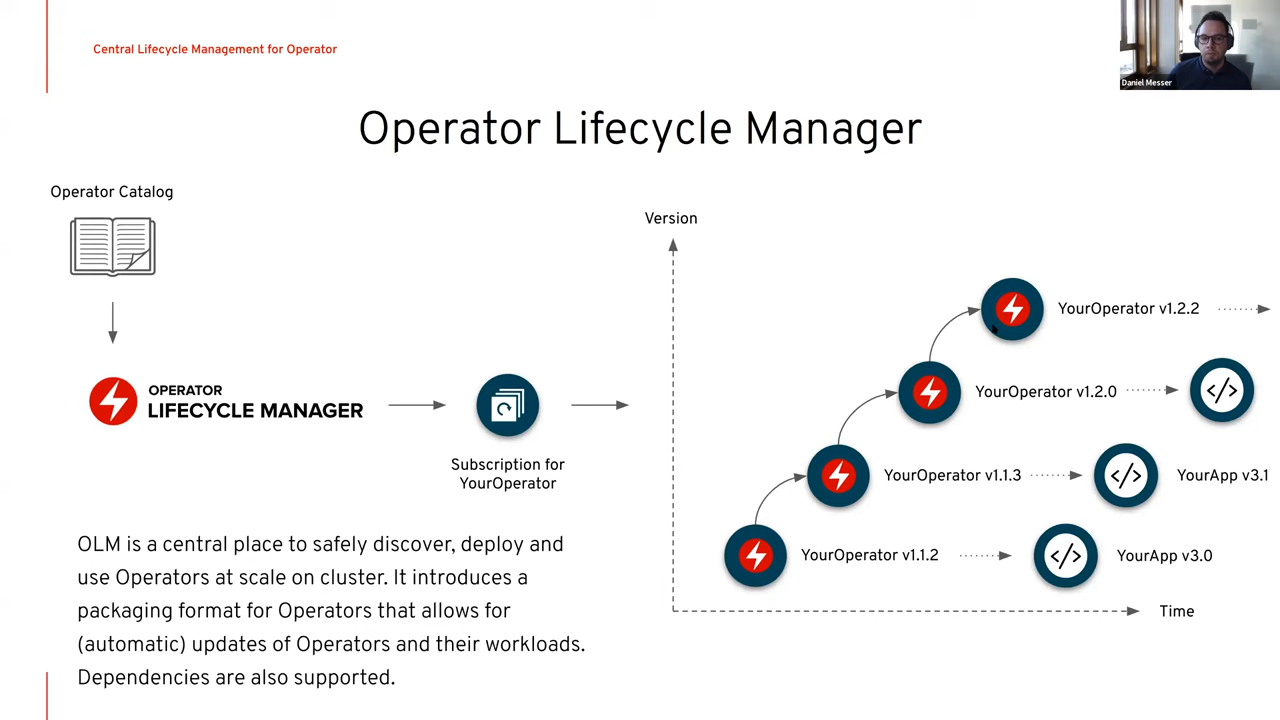 Central Lifecycle Management for Operator
Daniel Messer
Operator Lifecycle Manager
Operator Catalog
OPERATOR
LIFECYCLE MANAGER
Subscription for
YourOperator
OLM is a central place to safely discover, deploy and
use Operators at scale on cluster. It introduces a
packaging format for Operators that allows for
(automatic) updates of Operators and their workloads.
Dependencies are also supported.
Version
YourOperator v1.2.2
YourOperator v1.2.0
</>
YourOperator v1.1.3
</>
YourApp v3.1
YourOperator v1.1.2
</>
YourApp v3.0
Time